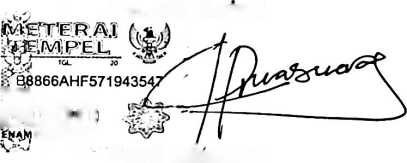 METERAI
TEMPEL
TGL. 20
B8866AHF571943547
ENAM